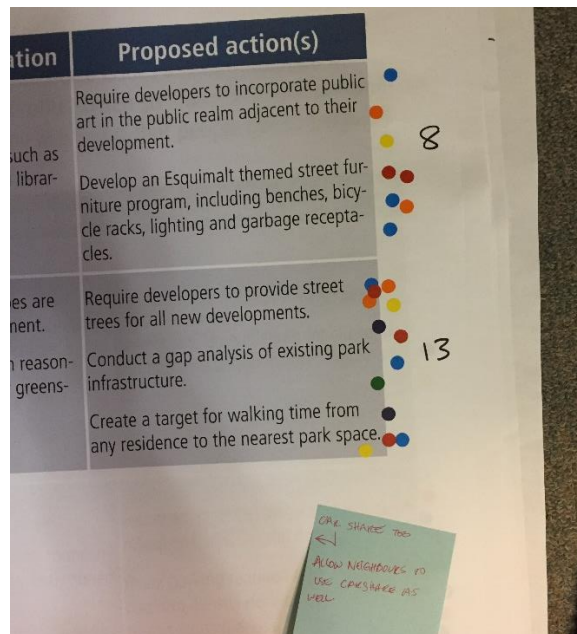 ation
Proposed action(s)
such as
librar-
Require developers to incorporate public
art in the public realm adjacent to their
development.
8
Develop an Esquimalt themed street fur-
niture program, including benches, bicy-
cle racks, lighting and garbage recepta-
cles.
es are
nent.
Require developers to provide street
trees for all new developments.
n reason-
greens-
Conduct a gap analysis of existing park
infrastructure.
13
Create a target for walking time from
any residence to the nearest park space.
CAR SHARE TOO
ALLOW NEIGHBOURS TO
USE CARSHARE AS
WELL